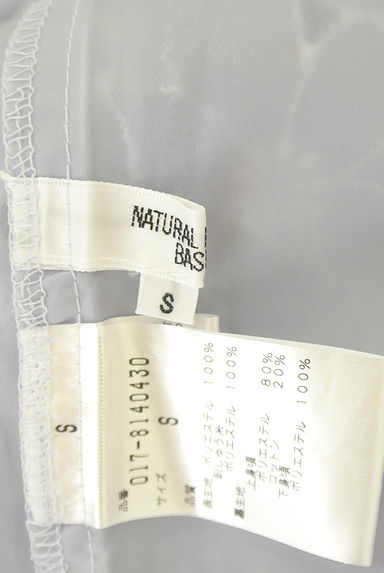 NATURAL
BAS
S
S
品番 017-8140430
サイズ S
品質
表生地 ポリエステル 100%
刺しゅう糸
ポリエステル 100%
裏生地
上身頃
ポリエステル 80%
コットン 20%
下身頃
ポリエステル 100%